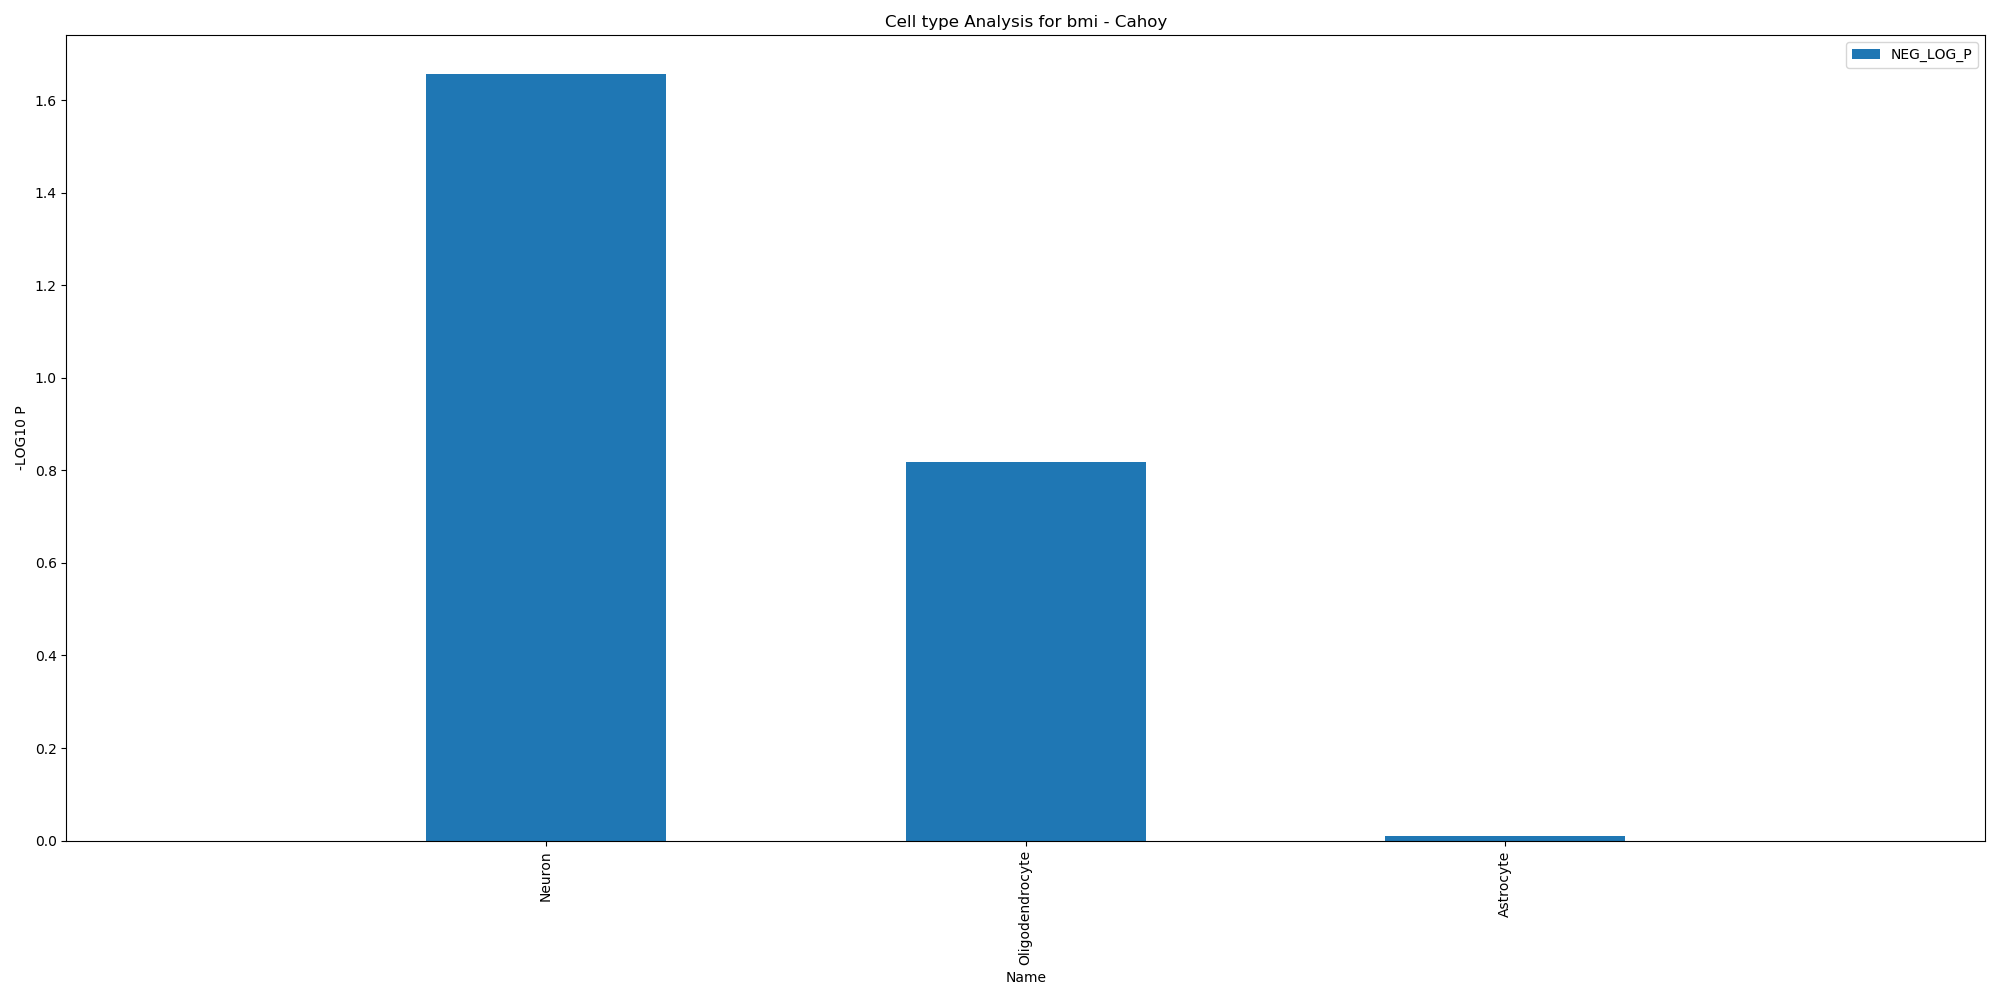 Cell type Analysis for bmi - Cahoy
NEG_LOG_P
1.6
1.4
1.2
1.0
0.8
0.6
0.4
0.2
0.0
-LOG10 P
Neuron
Oligodendrocyte
Astrocyte
Name